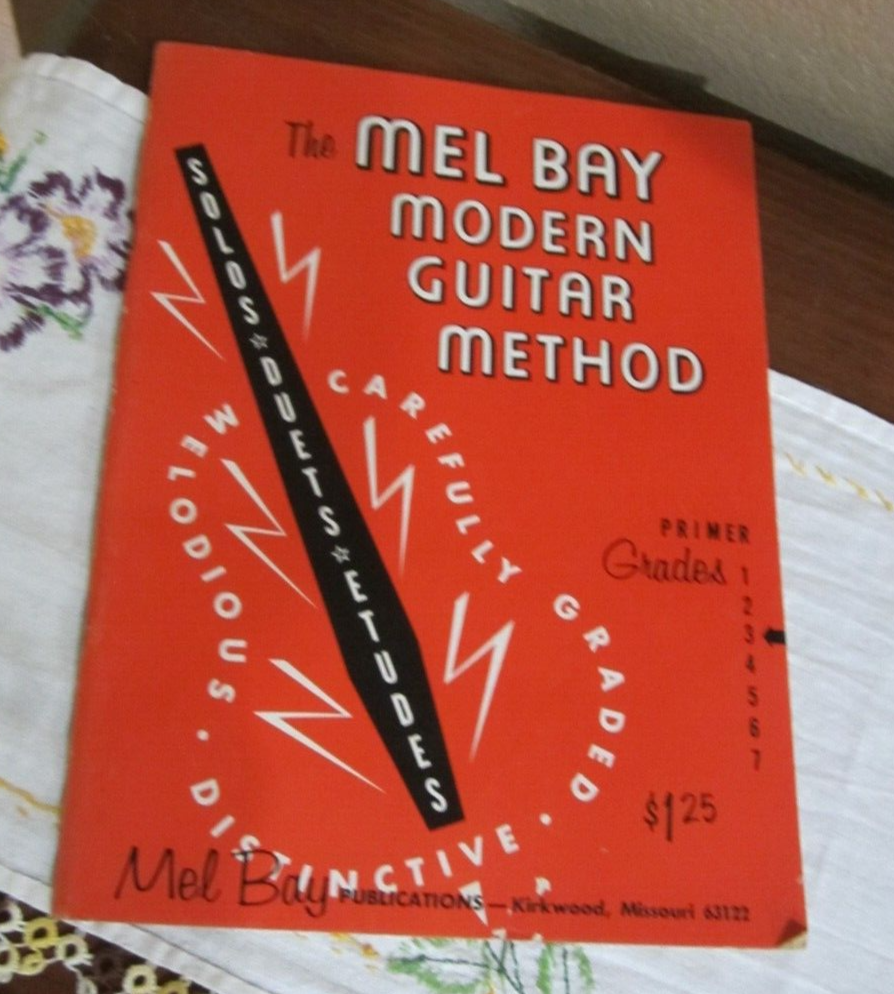 The MEL BAY
MODERN
GUITAR
METHOD
SOLOS ☆ DUETS ☆ ETUDES
MELODIOUS · DISTINCTIVE ·
CAREFULLY GRADED
PRIMER
Grades 1
2
3
4
5
6
7
$1 25
Mel Bay PUBLICATIONS — Kirkwood, Missouri 63122